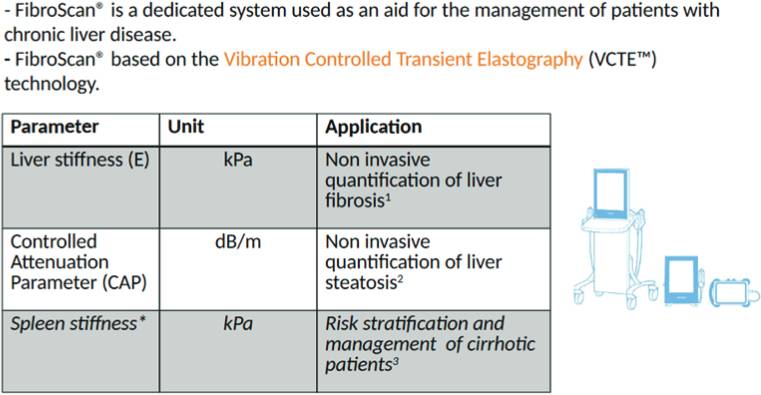 - FibroScan® is a dedicated system used as an aid for the management of patients with
chronic liver disease.
- FibroScan® based on the Vibration Controlled Transient Elastography (VCTE™)
technology.
Parameter Unit Application
Liver stiffness (E) kPa Non invasive
quantification of liver
fibrosis¹
Controlled dB/m Non invasive
Attenuation quantification of liver
Parameter (CAP) steatosis²
Spleen stiffness* kPa Risk stratification and
management of cirrhotic
patients³